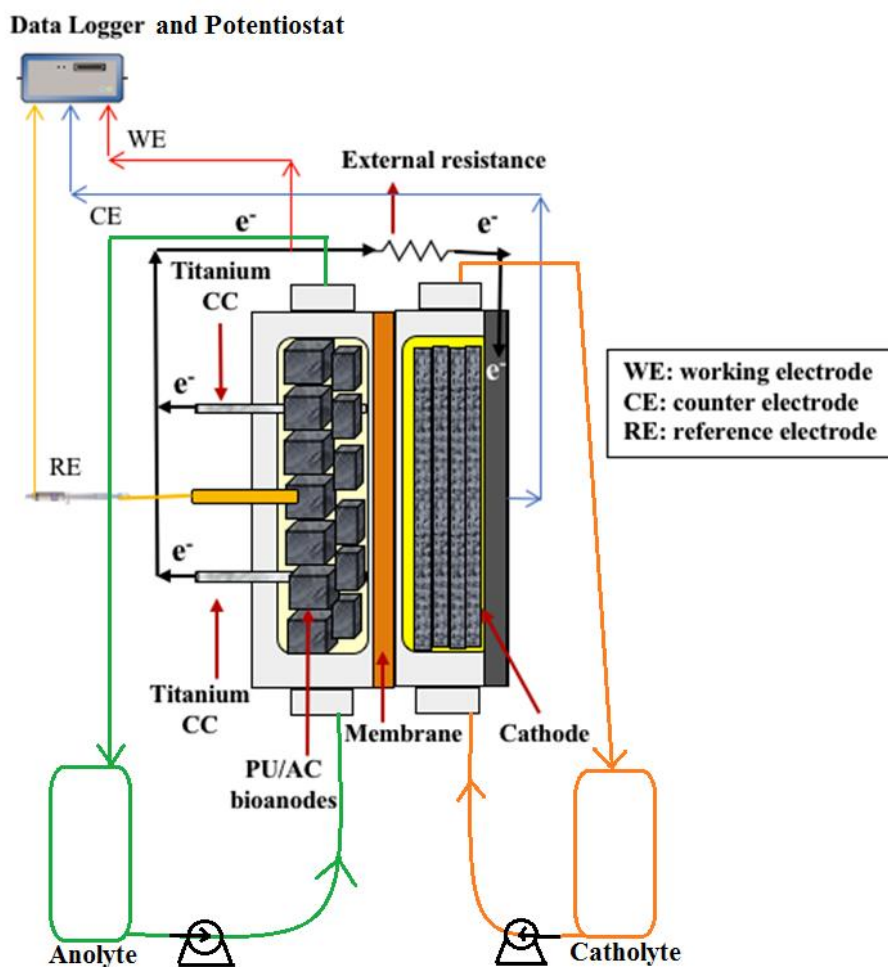 Data Logger and Potentiostat
WE
External resistance
CE
e-
e-
Titanium
CC
e-
e-
WE: working electrode
CE: counter electrode
RE: reference electrode
RE
e-
Titanium
CC
Membrane
Cathode
PU/AC
bioanodes
Anolyte
Catholyte